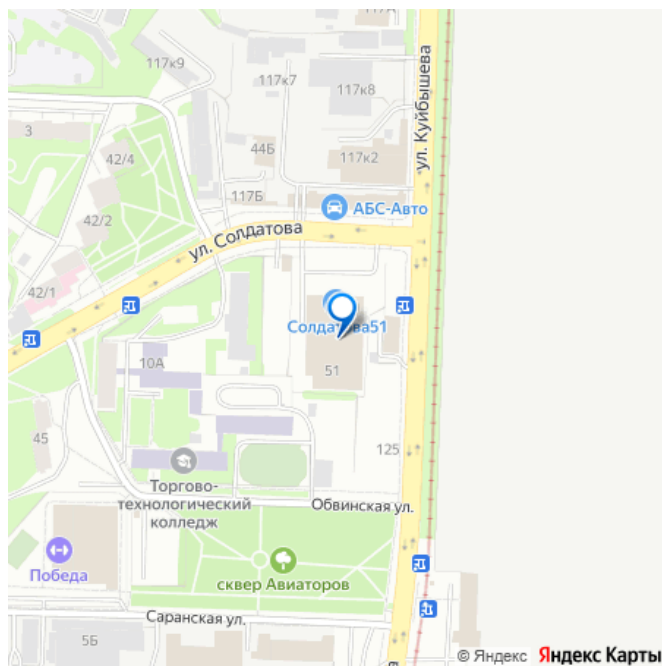 117А
117к9
117к7
117к8
ул. Куйбышева
3
44Б
117к2
42/4
117Б
АБС-Авто
42/2
ул. Солдатова
42/1
Солдатова51
10А
51
45
125
Торгово-
технологический
колледж
Обвинская ул.
Победа
сквер Авиаторов
Саранская ул.
5Б
© Яндекс Яндекс Карты